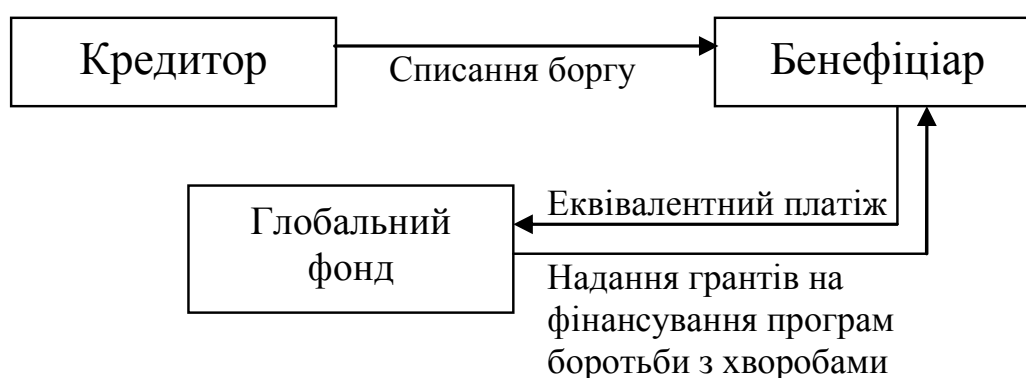 Кредитор
Списання боргу
Бенефіціар
Еквівалентний платіж
Глобальний
фонд
Надання грантів на
фінансування програм
боротьби з хворобами